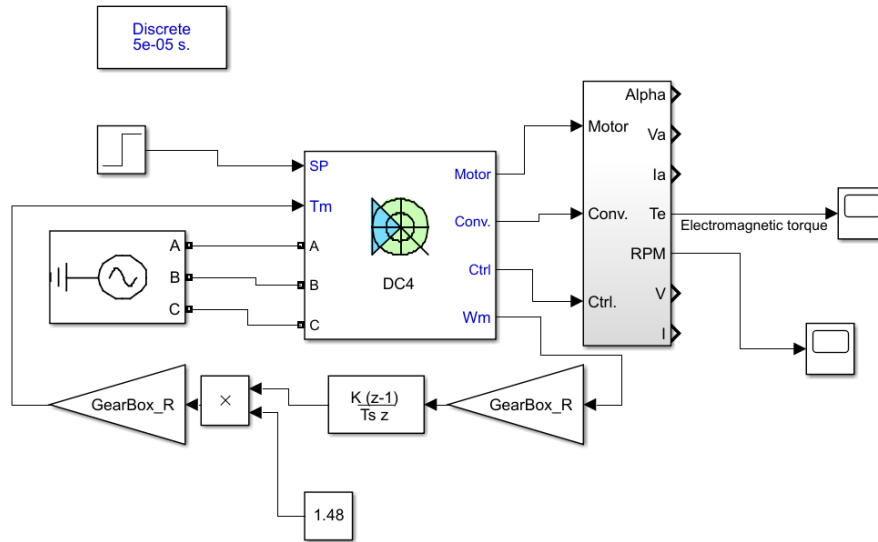 Discrete
5e-05 s.
SP
Tm
A
B
C
Motor
Conv.
Ctrl
Wm
DC4
A
B
C
Motor
Conv.
Ctrl.
Alpha
Va
Ia
Te
RPM
V
I
Electromagnetic torque
GearBox_R
×
K (z-1)
Ts z
GearBox_R
1.48